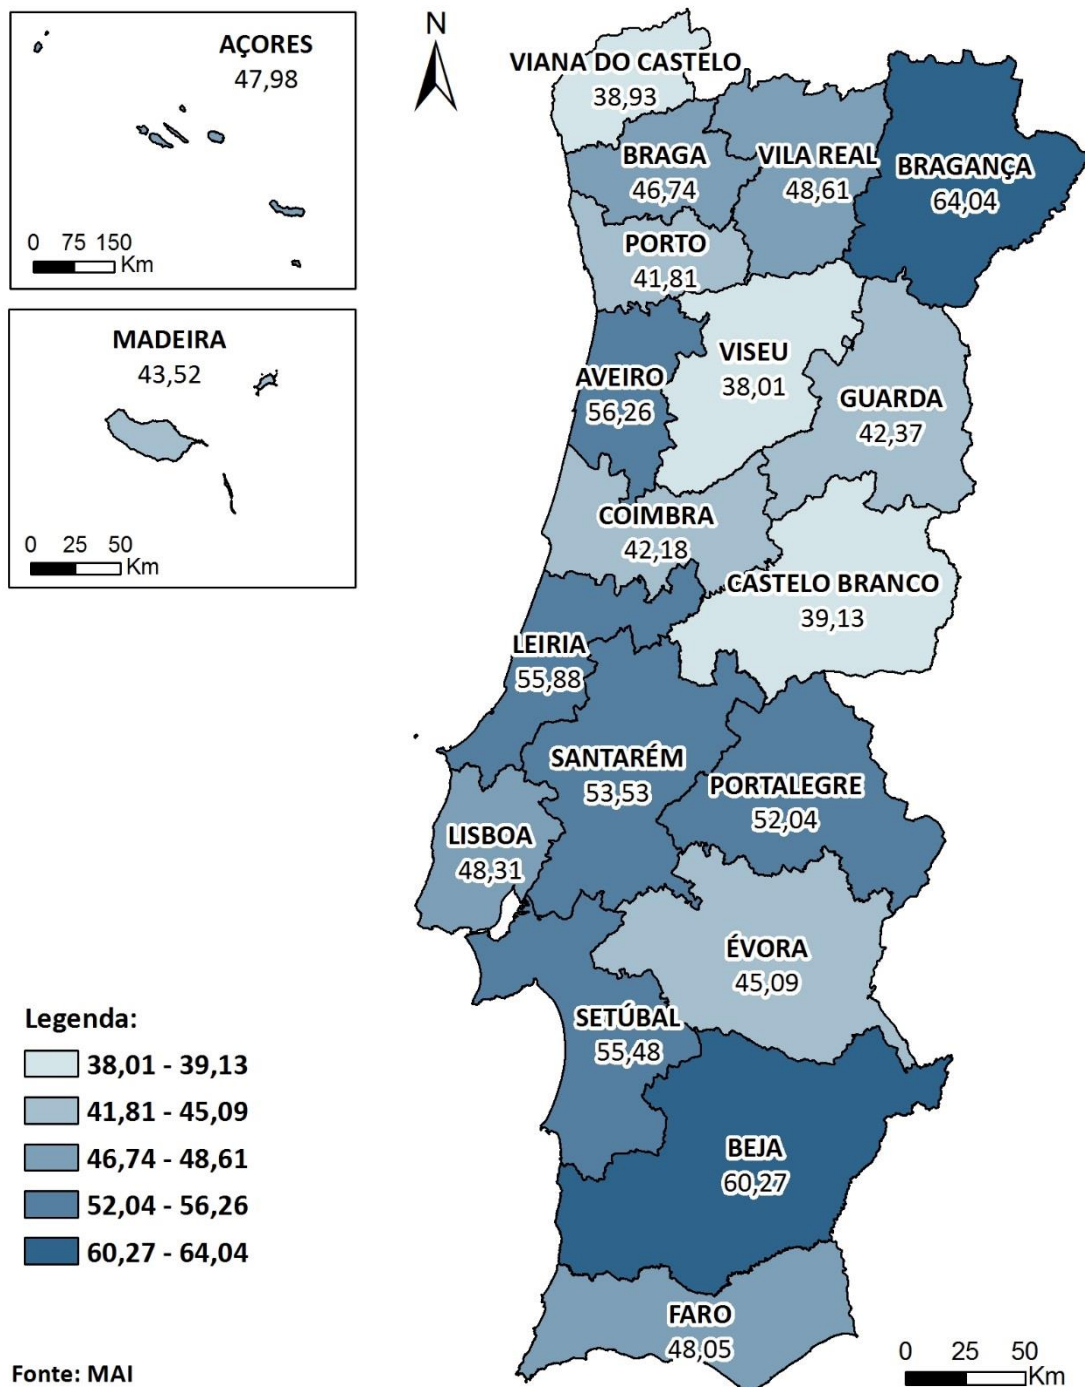 AÇORES
47,98
0 75 150
Km
MADEIRA
43,52
0 25 50
Km
N
VIANA DO CASTELO
38,93
BRAGA
46,74
VILA REAL
48,61
BRAGANÇA
64,04
PORTO
41,81
AVEIRO
56,26
VISEU
38,01
GUARDA
42,37
COIMBRA
42,18
CASTELO BRANCO
39,13
LEIRIA
55,88
SANTARÉM
53,53
PORTALEGRE
52,04
LISBOA
48,31
ÉVORA
45,09
SETÚBAL
55,48
BEJA
60,27
FARO
48,05
Legenda:
38,01 - 39,13
41,81 - 45,09
46,74 - 48,61
52,04 - 56,26
60,27 - 64,04
Fonte: MAI
0 25 50
Km